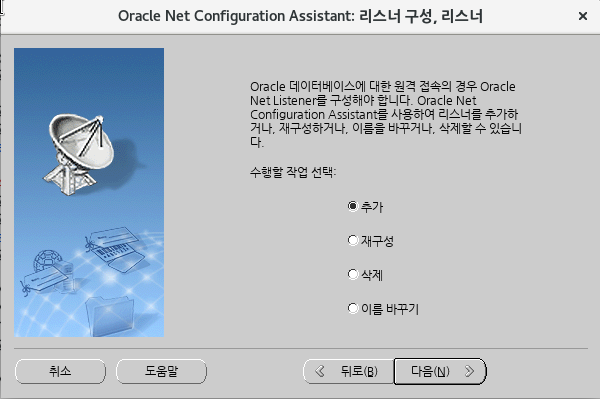 Oracle Net Configuration Assistant: 리스너 구성, 리스너
Oracle 데이터베이스에 대한 원격 접속의 경우 Oracle
Net Listener를 구성해야 합니다. Oracle Net
Configuration Assistant를 사용하여 리스너를 추가하
거나, 재구성하거나, 이름을 바꾸거나, 삭제할 수 있습니
다.
수행할 작업 선택:
추가
재구성
삭제
이름 바꾸기
취소
도움말
뒤로(B)
다음(N)